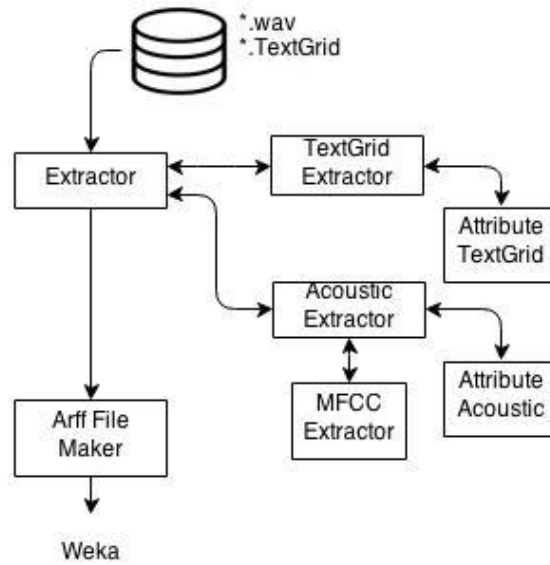 *.wav
*.TextGrid
Extractor
TextGrid
Extractor
Attribute
TextGrid
Acoustic
Extractor
MFCC
Extractor
Attribute
Acoustic
Arff File
Maker
Weka